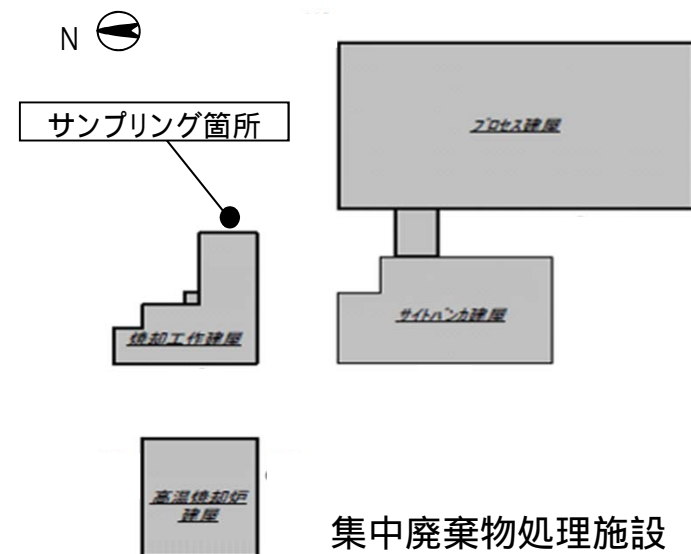 N
サンプリング箇所
プロセス建屋
サイトバンカ建屋
焼却工作建屋
高温焼却炉
建屋
集中廃棄物処理施設